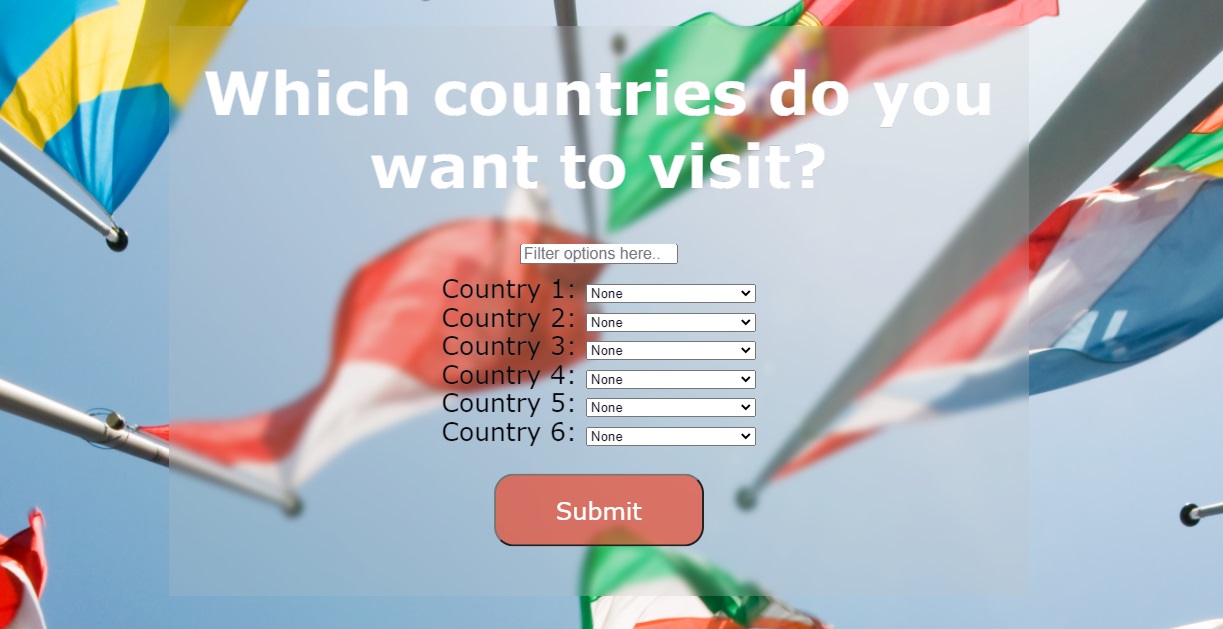 Which countries do you
want to visit?
Filter options here..
Country 1: None
Country 2: None
Country 3: None
Country 4: None
Country 5: None
Country 6: None
Submit